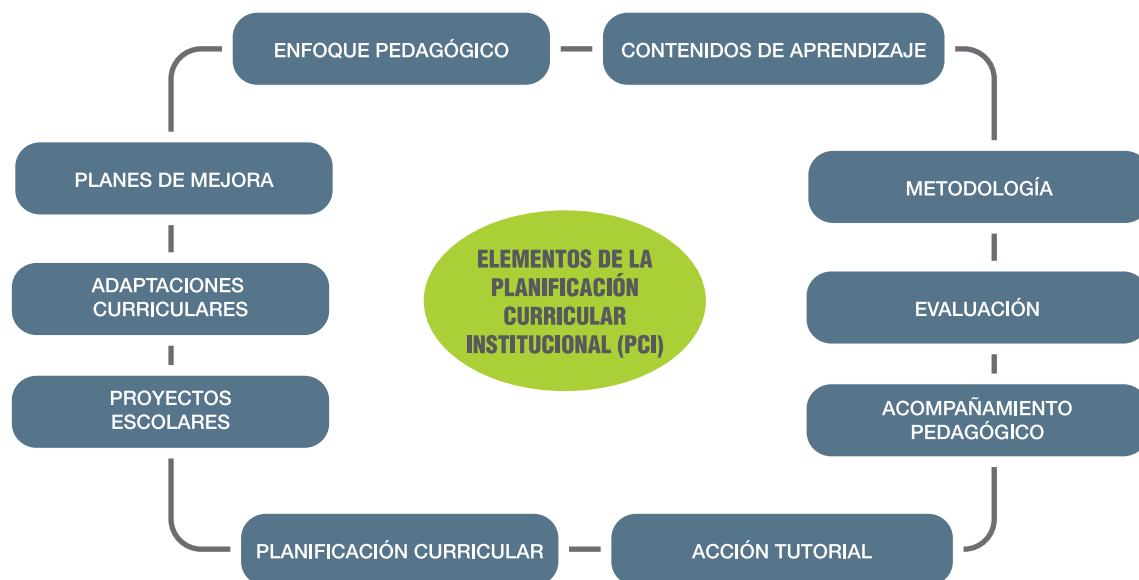 ENFOQUE PEDAGÓGICO
CONTENIDOS DE APRENDIZAJE
PLANES DE MEJORA
METODOLOGÍA
ELEMENTOS DE LA
PLANIFICACIÓN
CURRICULAR
INSTITUCIONAL (PCI)
ADAPTACIONES
CURRICULARES
EVALUACIÓN
PROYECTOS
ESCOLARES
ACOMPAÑAMIENTO
PEDAGÓGICO
PLANIFICACIÓN CURRICULAR
ACCIÓN TUTORIAL